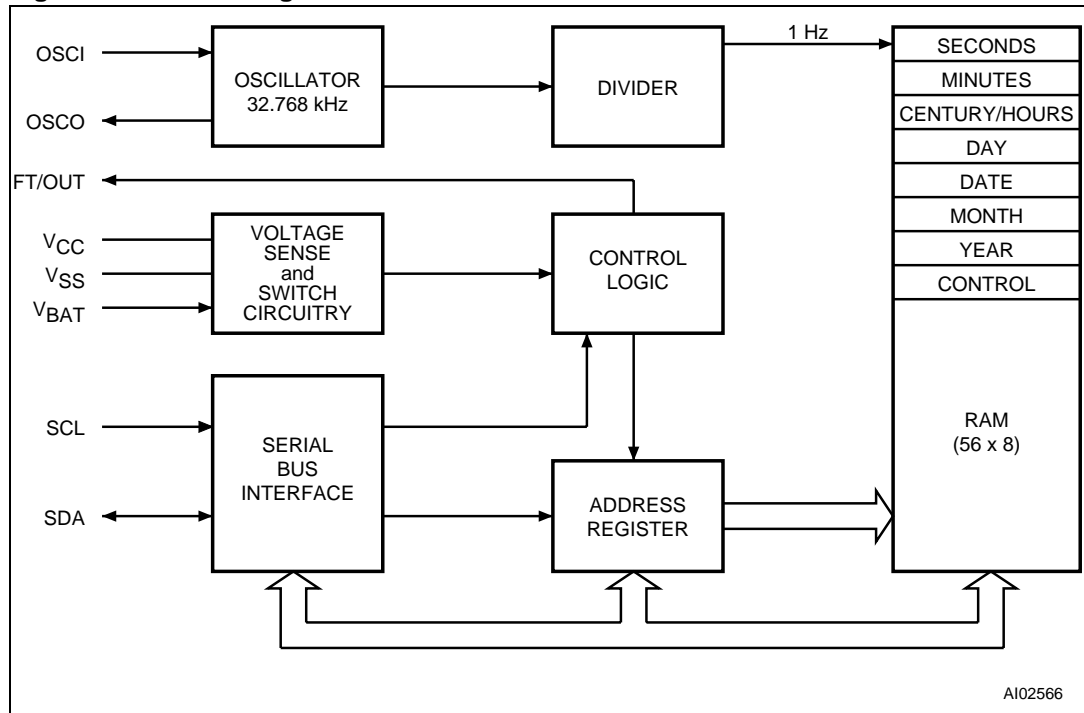 OSCI
OSCO
FT/OUT
VCC
VSS
VBAT
SCL
SDA
OSCILLATOR
32.768 kHz
DIVIDER
1 Hz
VOLTAGE
SENSE
and
SWITCH
CIRCUITRY
CONTROL
LOGIC
SERIAL
BUS
INTERFACE
ADDRESS
REGISTER
SECONDS
MINUTES
CENTURY/HOURS
DAY
DATE
MONTH
YEAR
CONTROL
RAM
(56 x 8)
AI02566